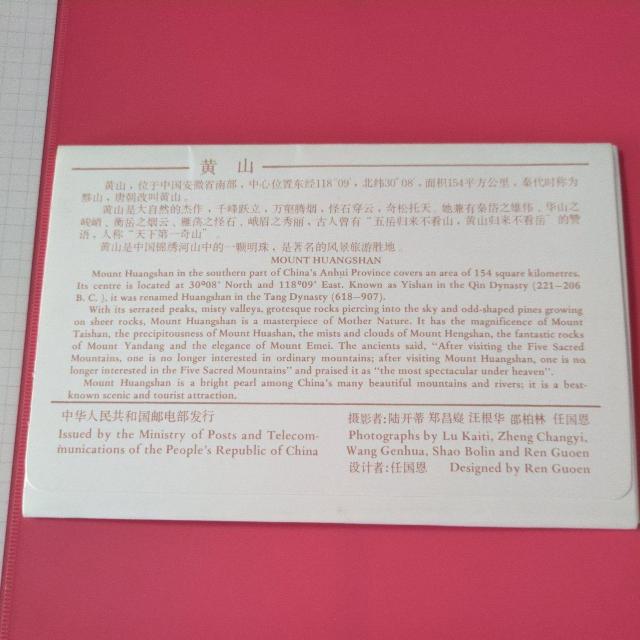 黄 山
黄山，位于中国安徽省南部，中心位置东经118°09′，北纬30°08′，面积154平方公里，秦代时称为
黟山，唐朝改叫黄山。
黄山是大自然的杰作，千峰跃立，万壑腾烟，怪石穿云，奇松托天。她兼有秦岱之雄伟、华山之
峻峭、衡岳之烟云、雁荡之怪石、峨眉之秀丽，古人曾有“五岳归来不看山，黄山归来不看岳”的赞
语，人称“天下第一奇山”。
黄山是中国锦绣河山中的一颗明珠，是著名的风景旅游胜地。
MOUNT HUANGSHAN
Mount Huangshan in the southern part of China's Anhui Province covers an area of 154 square kilometres.
Its centre is located at 30°08′ North and 118°09′ East. Known as Yishan in the Qin Dynasty (221—206
B. C. ), it was renamed Huangshan in the Tang Dynasty (618—907).
With its serrated peaks, misty valleys, grotesque rocks piercing into the sky and odd-shaped pines growing
on sheer rocks, Mount Huangshan is a masterpiece of Mother Nature. It has the magnificence of Mount
Taishan, the precipitousness of Mount Huashan, the mists and clouds of Mount Hengshan, the fantastic rocks
of Mount Yandang and the elegance of Mount Emei. The ancients said, “After visiting the Five Sacred
Mountains, one is no longer interested in ordinary mountains; after visiting Mount Huangshan, one is no
longer interested in the Five Sacred Mountains” and praised it as “the most spectacular under heaven”.
Mount Huangshan is a bright pearl among China's many beautiful mountains and rivers; it is a best-
known scenic and tourist attraction.
中华人民共和国邮电部发行
Issued by the Ministry of Posts and Telecom-
munications of the People's Republic of China
摄影者：陆开蒂 郑昌嶷 汪根华 邵柏林 任国恩
Photographs by Lu Kaiti, Zheng Changyi,
Wang Genhua, Shao Bolin and Ren Guoen
设计者：任国恩 Designed by Ren Guoen